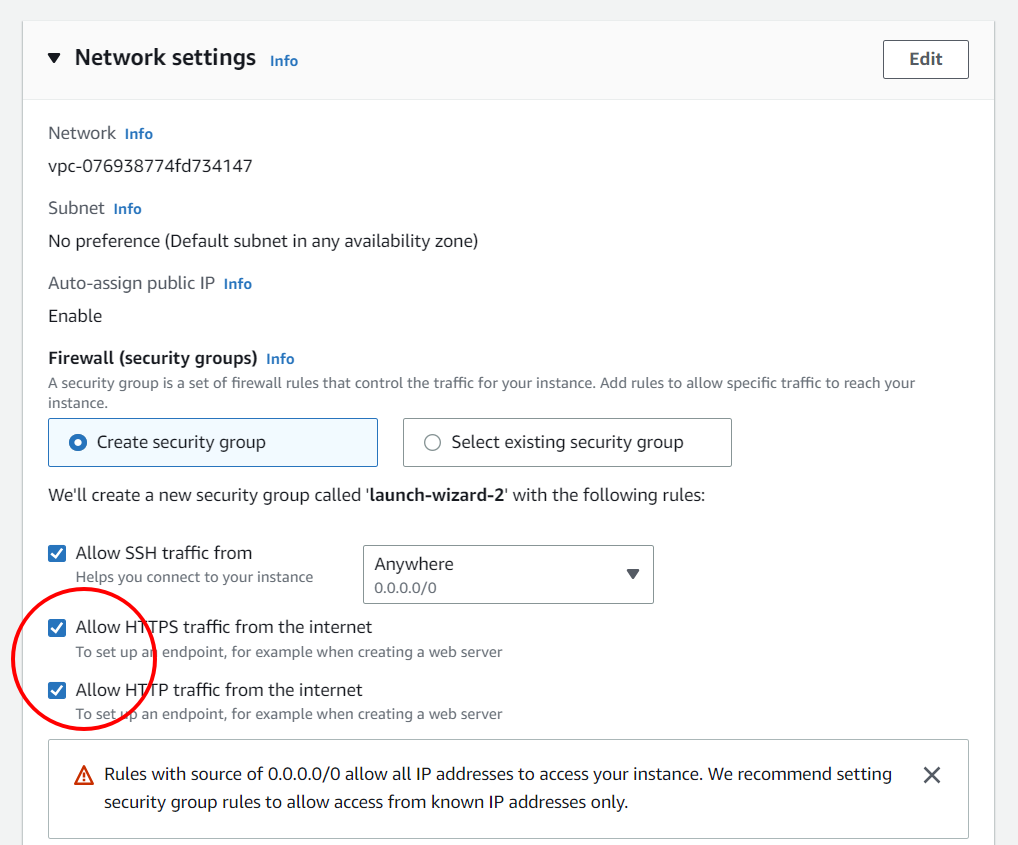 Network settings Info
Edit
Network Info
vpc-076938774fd734147
Subnet Info
No preference (Default subnet in any availability zone)
Auto-assign public IP Info
Enable
Firewall (security groups) Info
A security group is a set of firewall rules that control the traffic for your instance. Add rules to allow specific traffic to reach your
instance.
Create security group
Select existing security group
We'll create a new security group called 'launch-wizard-2' with the following rules:
Allow SSH traffic from
Helps you connect to your instance
Anywhere
0.0.0.0/0
Allow HTTPS traffic from the internet
To set up an endpoint, for example when creating a web server
Allow HTTP traffic from the internet
To set up an endpoint, for example when creating a web server
Rules with source of 0.0.0.0/0 allow all IP addresses to access your instance. We recommend setting
security group rules to allow access from known IP addresses only.